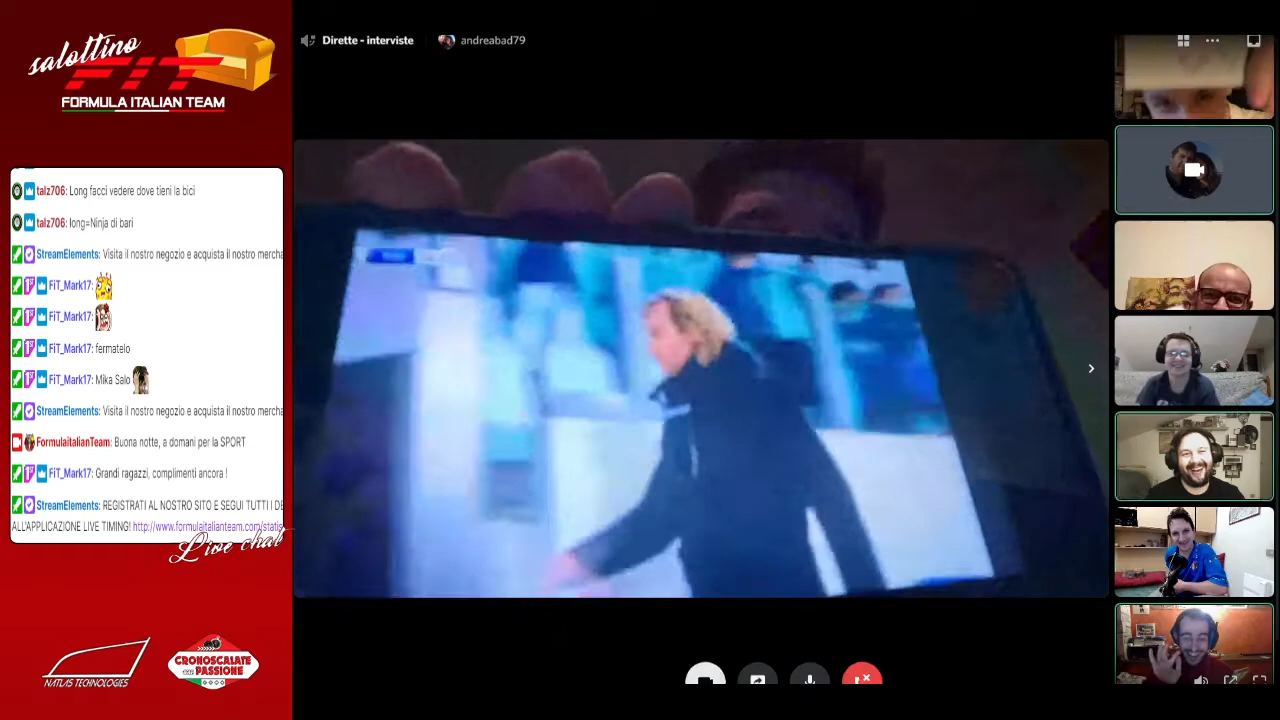 salottino
FiT
FORMULA ITALIAN TEAM
Dirette - interviste
andreabad79
talz706: Long facci vedere dove tieni la bici
talz706: long=Ninja di bari
StreamElements: Visita il nostro negozio e acquista il nostro mercha
FiT_Mark17:
FiT_Mark17:
FiT_Mark17: fermatelo
FiT_Mark17: Mika Salo
StreamElements: Visita il nostro negozio e acquista il nostro mercha
FormulaitalianTeam: Buona notte, a domani per la SPORT
FiT_Mark17: Grandi ragazzi, complimenti ancora !
StreamElements: REGISTRATI AL NOSTRO SITO E SEGUI TUTTI I DE
ALL'APPLICAZIONE LIVE TIMING! http://www.formulaitalianteam.com/stati
Live chat
NATLAS TECHNOLOGIES
CRONOSCALATE
CHE PASSIONE